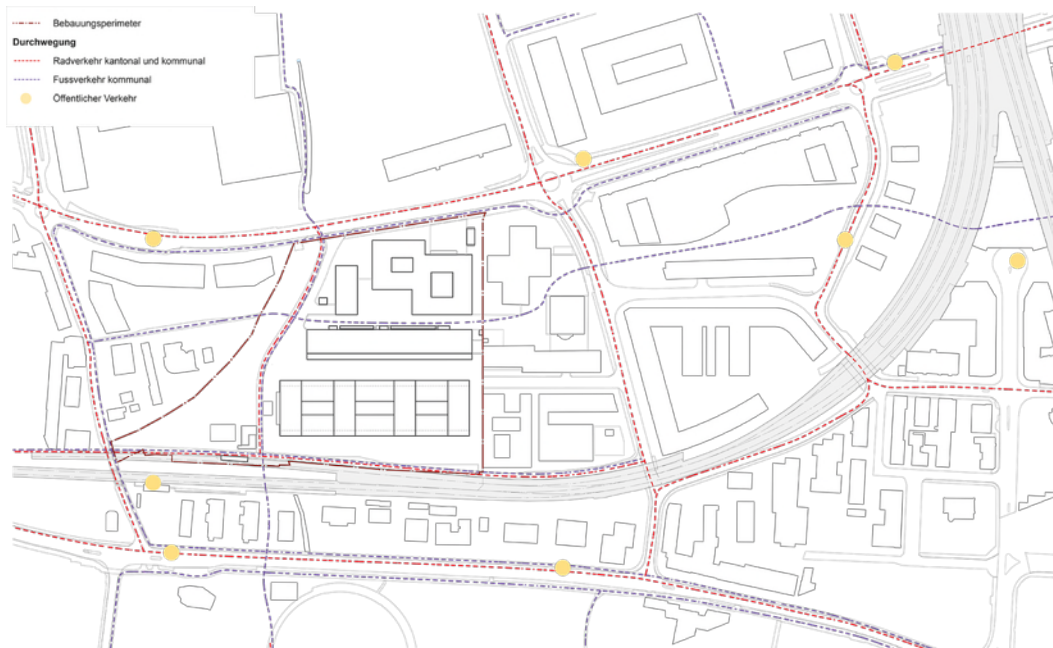 Bebauungsperimeter
Durchwegung
Radverkehr kantonal und kommunal
Fussverkehr kommunal
Öffentlicher Verkehr